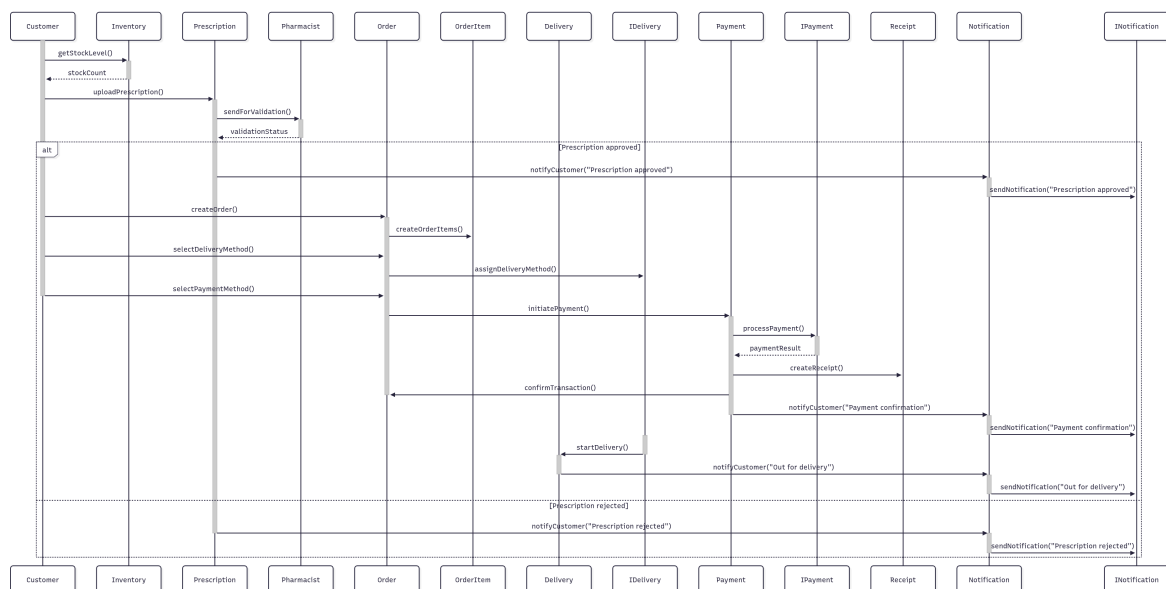 Customer
Inventory
Prescription
Pharmacist
Order
OrderItem
Delivery
IDelivery
Payment
IPayment
Receipt
Notification
INotification
getStockLevel()
stockCount
uploadPrescription()
sendForValidation()
validationStatus
alt
[Prescription approved]
notifyCustomer("Prescription approved")
sendNotification("Prescription approved")
createOrder()
createOrderItems()
selectDeliveryMethod()
assignDeliveryMethod()
selectPaymentMethod()
initiatePayment()
processPayment()
paymentResult
createReceipt()
confirmTransaction()
notifyCustomer("Payment confirmation")
sendNotification("Payment confirmation")
startDelivery()
notifyCustomer("Out for delivery")
sendNotification("Out for delivery")
[Prescription rejected]
notifyCustomer("Prescription rejected")
sendNotification("Prescription rejected")
Customer
Inventory
Prescription
Pharmacist
Order
OrderItem
Delivery
IDelivery
Payment
IPayment
Receipt
Notification
INotification